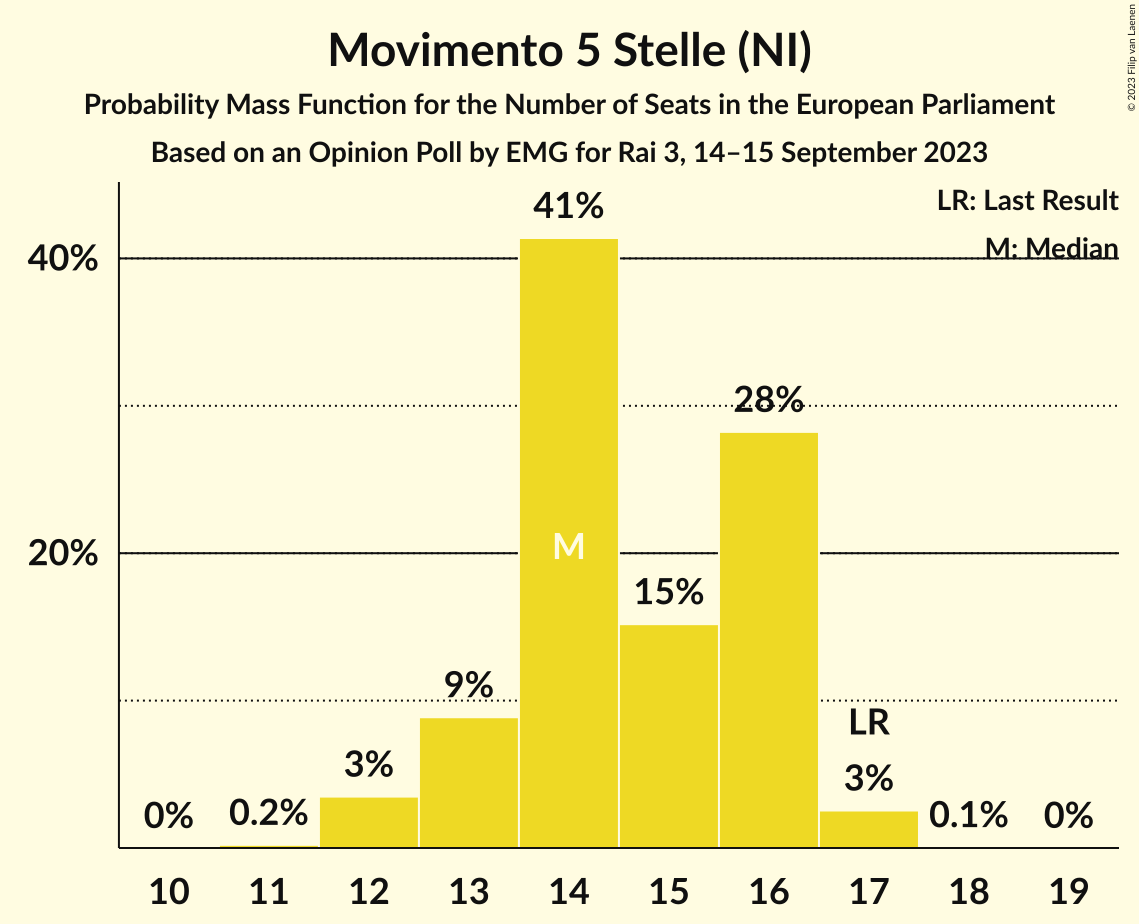 Movimento 5 Stelle (NI)
Probability Mass Function for the Number of Seats in the European Parliament
Based on an Opinion Poll by EMG for Rai 3, 14–15 September 2023
© 2023 Filip van Laenen
LR: Last Result
M: Median
40%
20%
0%
0.2%
3%
9%
41%
M
15%
28%
LR
3%
0.1%
0%
10 11 12 13 14 15 16 17 18 19